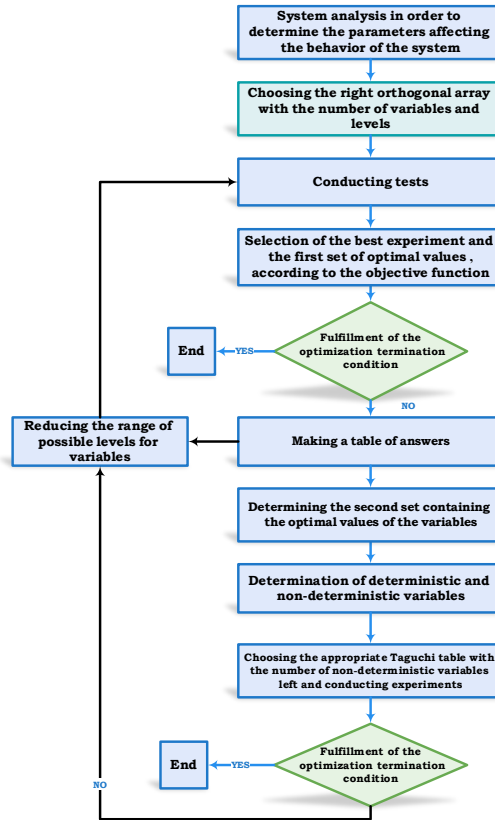 System analysis in order to
determine the parameters affecting
the behavior of the system
Choosing the right orthogonal array
with the number of variables and
levels
Conducting tests
Selection of the best experiment and
the first set of optimal values ,
according to the objective function
Fulfillment of the
optimization termination
condition
YES
End
NO
Making a table of answers
Reducing the range of
possible levels for
variables
Determining the second set containing
the optimal values of the variables
Determination of deterministic and
non-deterministic variables
Choosing the appropriate Taguchi table with
the number of non-deterministic variables
left and conducting experiments
Fulfillment of the
optimization termination
condition
YES
End
NO